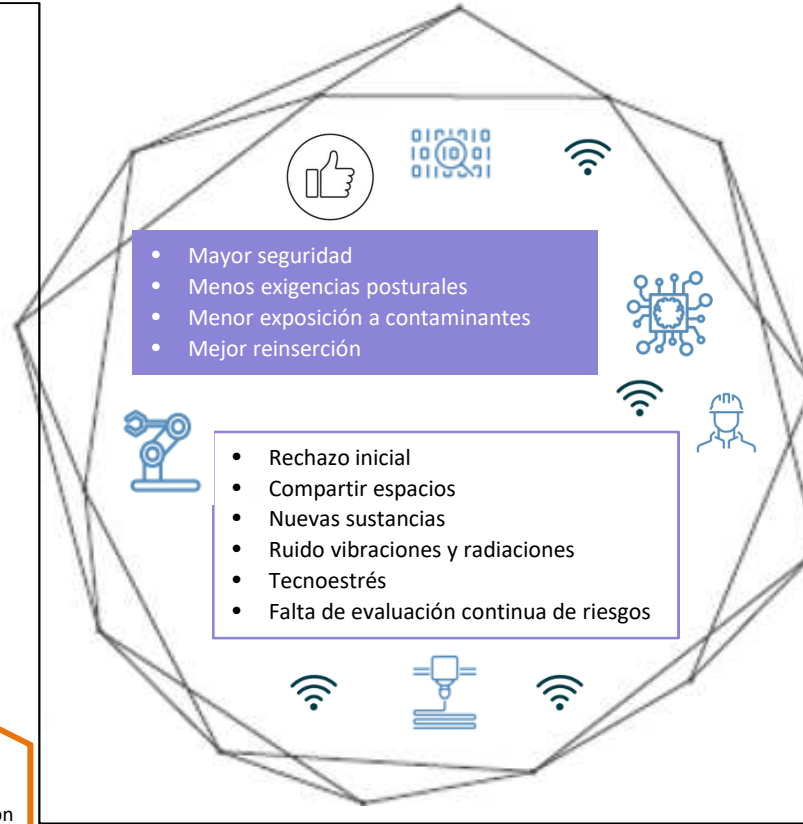 • Mayor seguridad
• Menos exigencias posturales
• Menor exposición a contaminantes
• Mejor reinserción
• Rechazo inicial
• Compartir espacios
• Nuevas sustancias
• Ruido vibraciones y radiaciones
• Tecnoestrés
• Falta de evaluación continua de riesgos